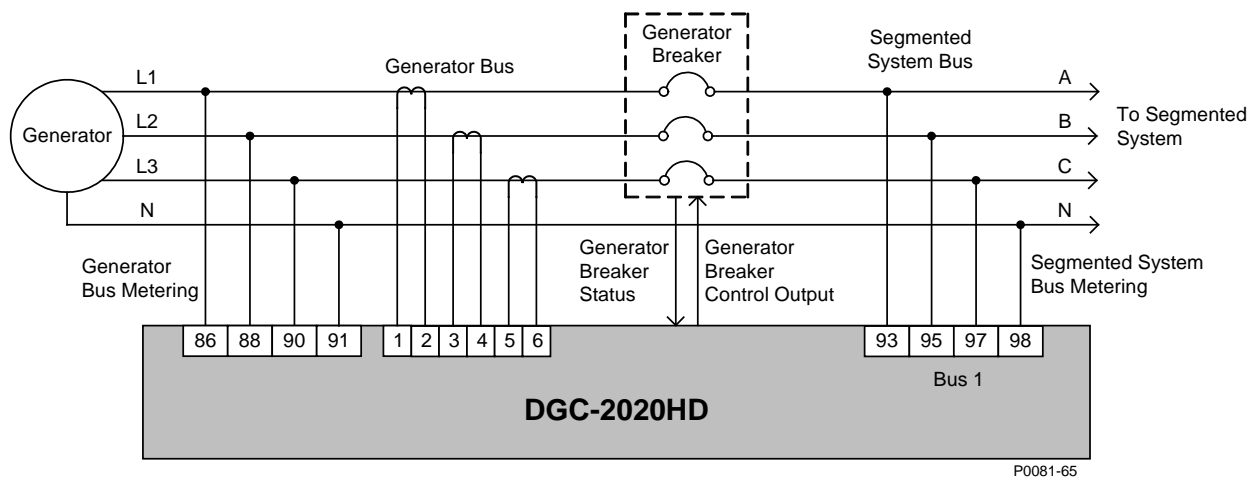 Generator
Breaker
Segmented
System Bus
Generator Bus
L1
A
To Segmented
System
Generator
L2
B
L3
C
N
N
Generator
Bus Metering
Generator
Breaker
Status
Generator
Breaker
Control Output
Segmented System
Bus Metering
86 88 90 91 1 2 3 4 5 6 93 95 97 98
Bus 1
DGC-2020HD
P0081-65